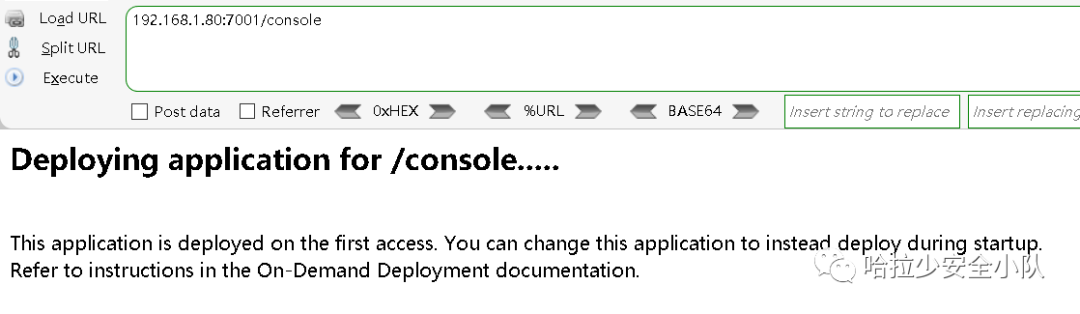 Load URL
192.168.1.80:7001/console
Split URL
Execute
Post data Referrer 0xHEX %URL BASE64 Insert string to replace Insert replacing
Deploying application for /console.....
This application is deployed on the first access. You can change this application to instead deploy during startup.
Refer to instructions in the On-Demand Deployment documentation.
哈拉少安全小队